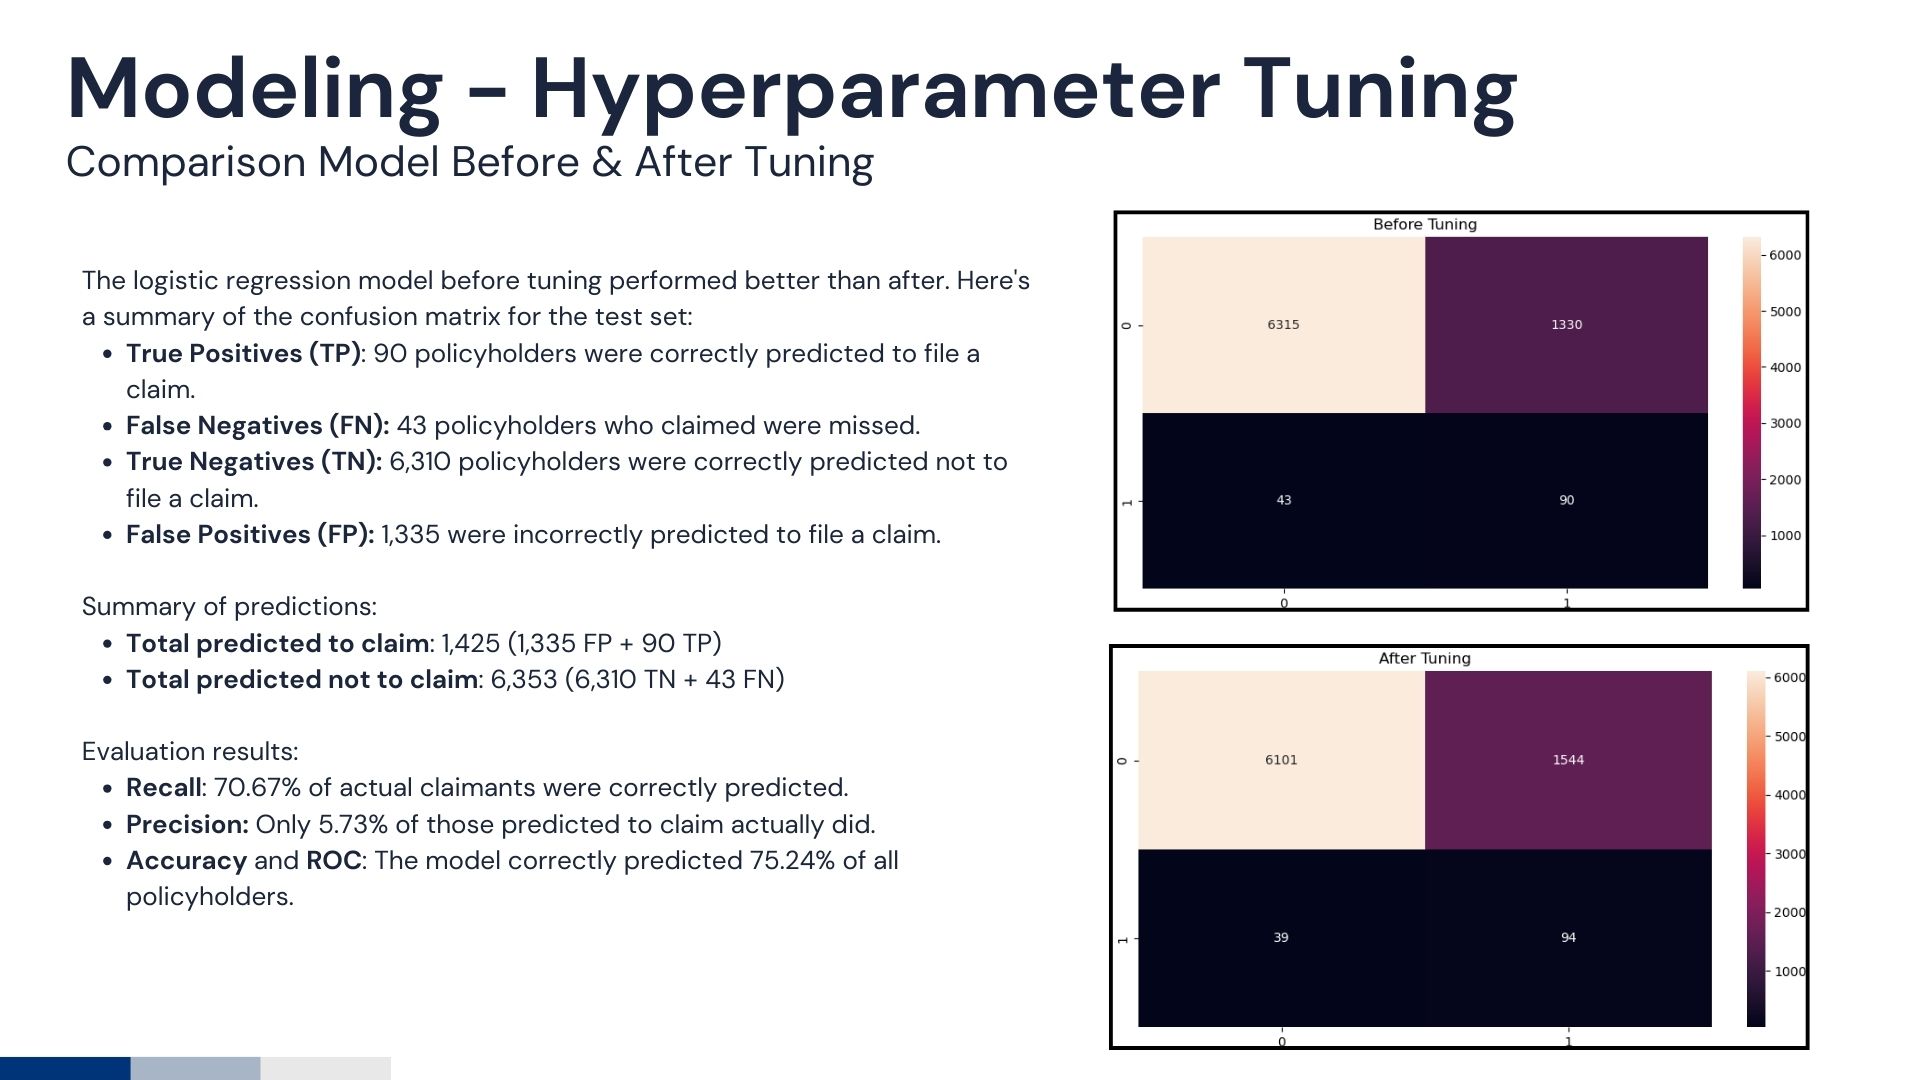 Modeling - Hyperparameter Tuning
Comparison Model Before & After Tuning
The logistic regression model before tuning performed better than after. Here's
a summary of the confusion matrix for the test set:
• True Positives (TP): 90 policyholders were correctly predicted to file a
claim.
• False Negatives (FN): 43 policyholders who claimed were missed.
• True Negatives (TN): 6,310 policyholders were correctly predicted not to
file a claim.
• False Positives (FP): 1,335 were incorrectly predicted to file a claim.
Summary of predictions:
• Total predicted to claim: 1,425 (1,335 FP + 90 TP)
• Total predicted not to claim: 6,353 (6,310 TN + 43 FN)
Evaluation results:
• Recall: 70.67% of actual claimants were correctly predicted.
• Precision: Only 5.73% of those predicted to claim actually did.
• Accuracy and ROC: The model correctly predicted 75.24% of all
policyholders.
Before Tuning
0
6315
1330
1
43
90
0
1
6000
5000
4000
3000
2000
1000
After Tuning
0
6101
1544
1
39
94
0
1
6000
5000
4000
3000
2000
1000